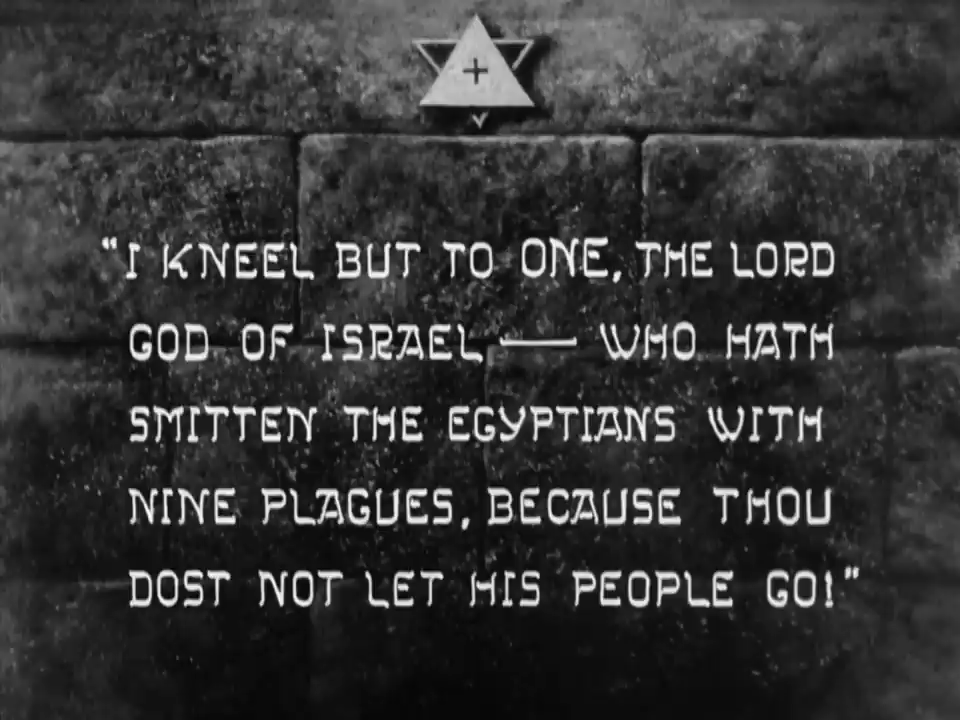 "I KNEEL BUT TO ONE, THE LORD
GOD OF ISRAEL — WHO HATH
SMITTEN THE EGYPTIANS WITH
NINE PLAGUES, BECAUSE THOU
DOST NOT LET HIS PEOPLE GO!"